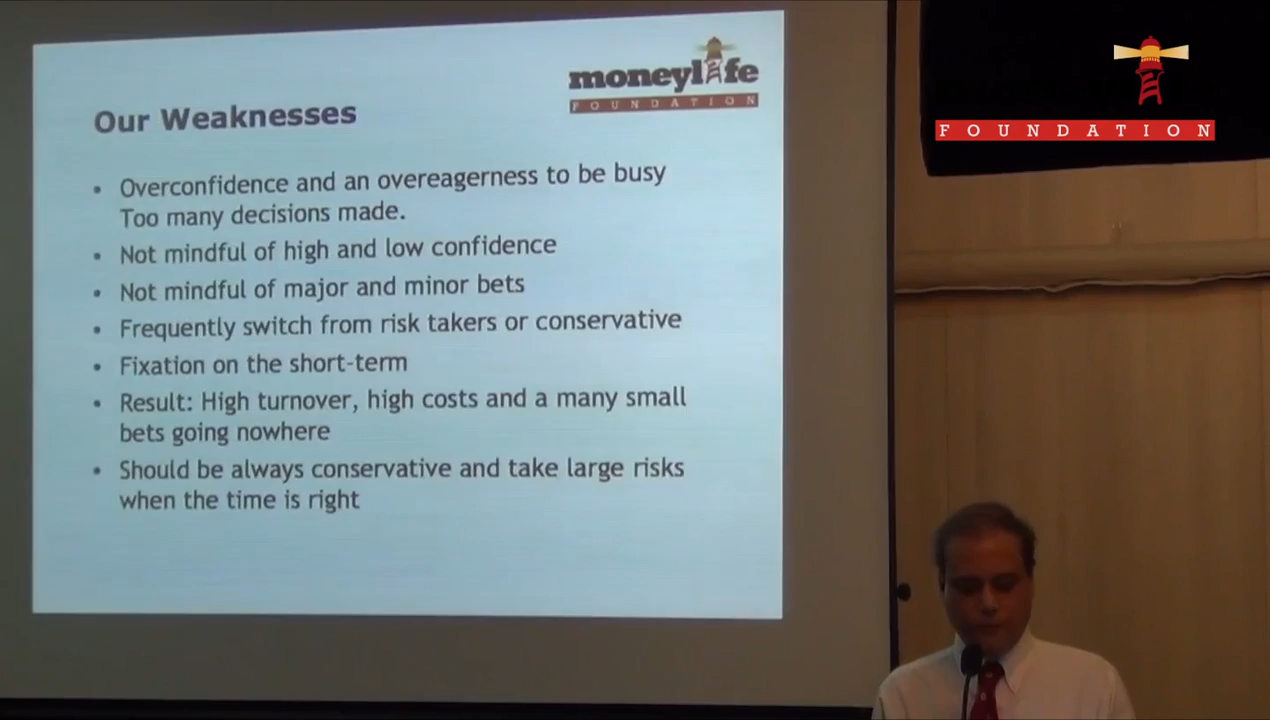 moneylife
FOUNDATION
FOUNDATION
Our Weaknesses
• Overconfidence and an overeagerness to be busy
Too many decisions made.
• Not mindful of high and low confidence
• Not mindful of major and minor bets
• Frequently switch from risk takers or conservative
• Fixation on the short-term
• Result: High turnover, high costs and a many small
bets going nowhere
• Should be always conservative and take large risks
when the time is right